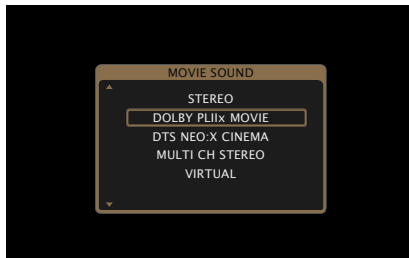 MOVIE SOUND
STEREO
DOLBY PLIIx MOVIE
DTS NEO:X CINEMA
MULTI CH STEREO
VIRTUAL